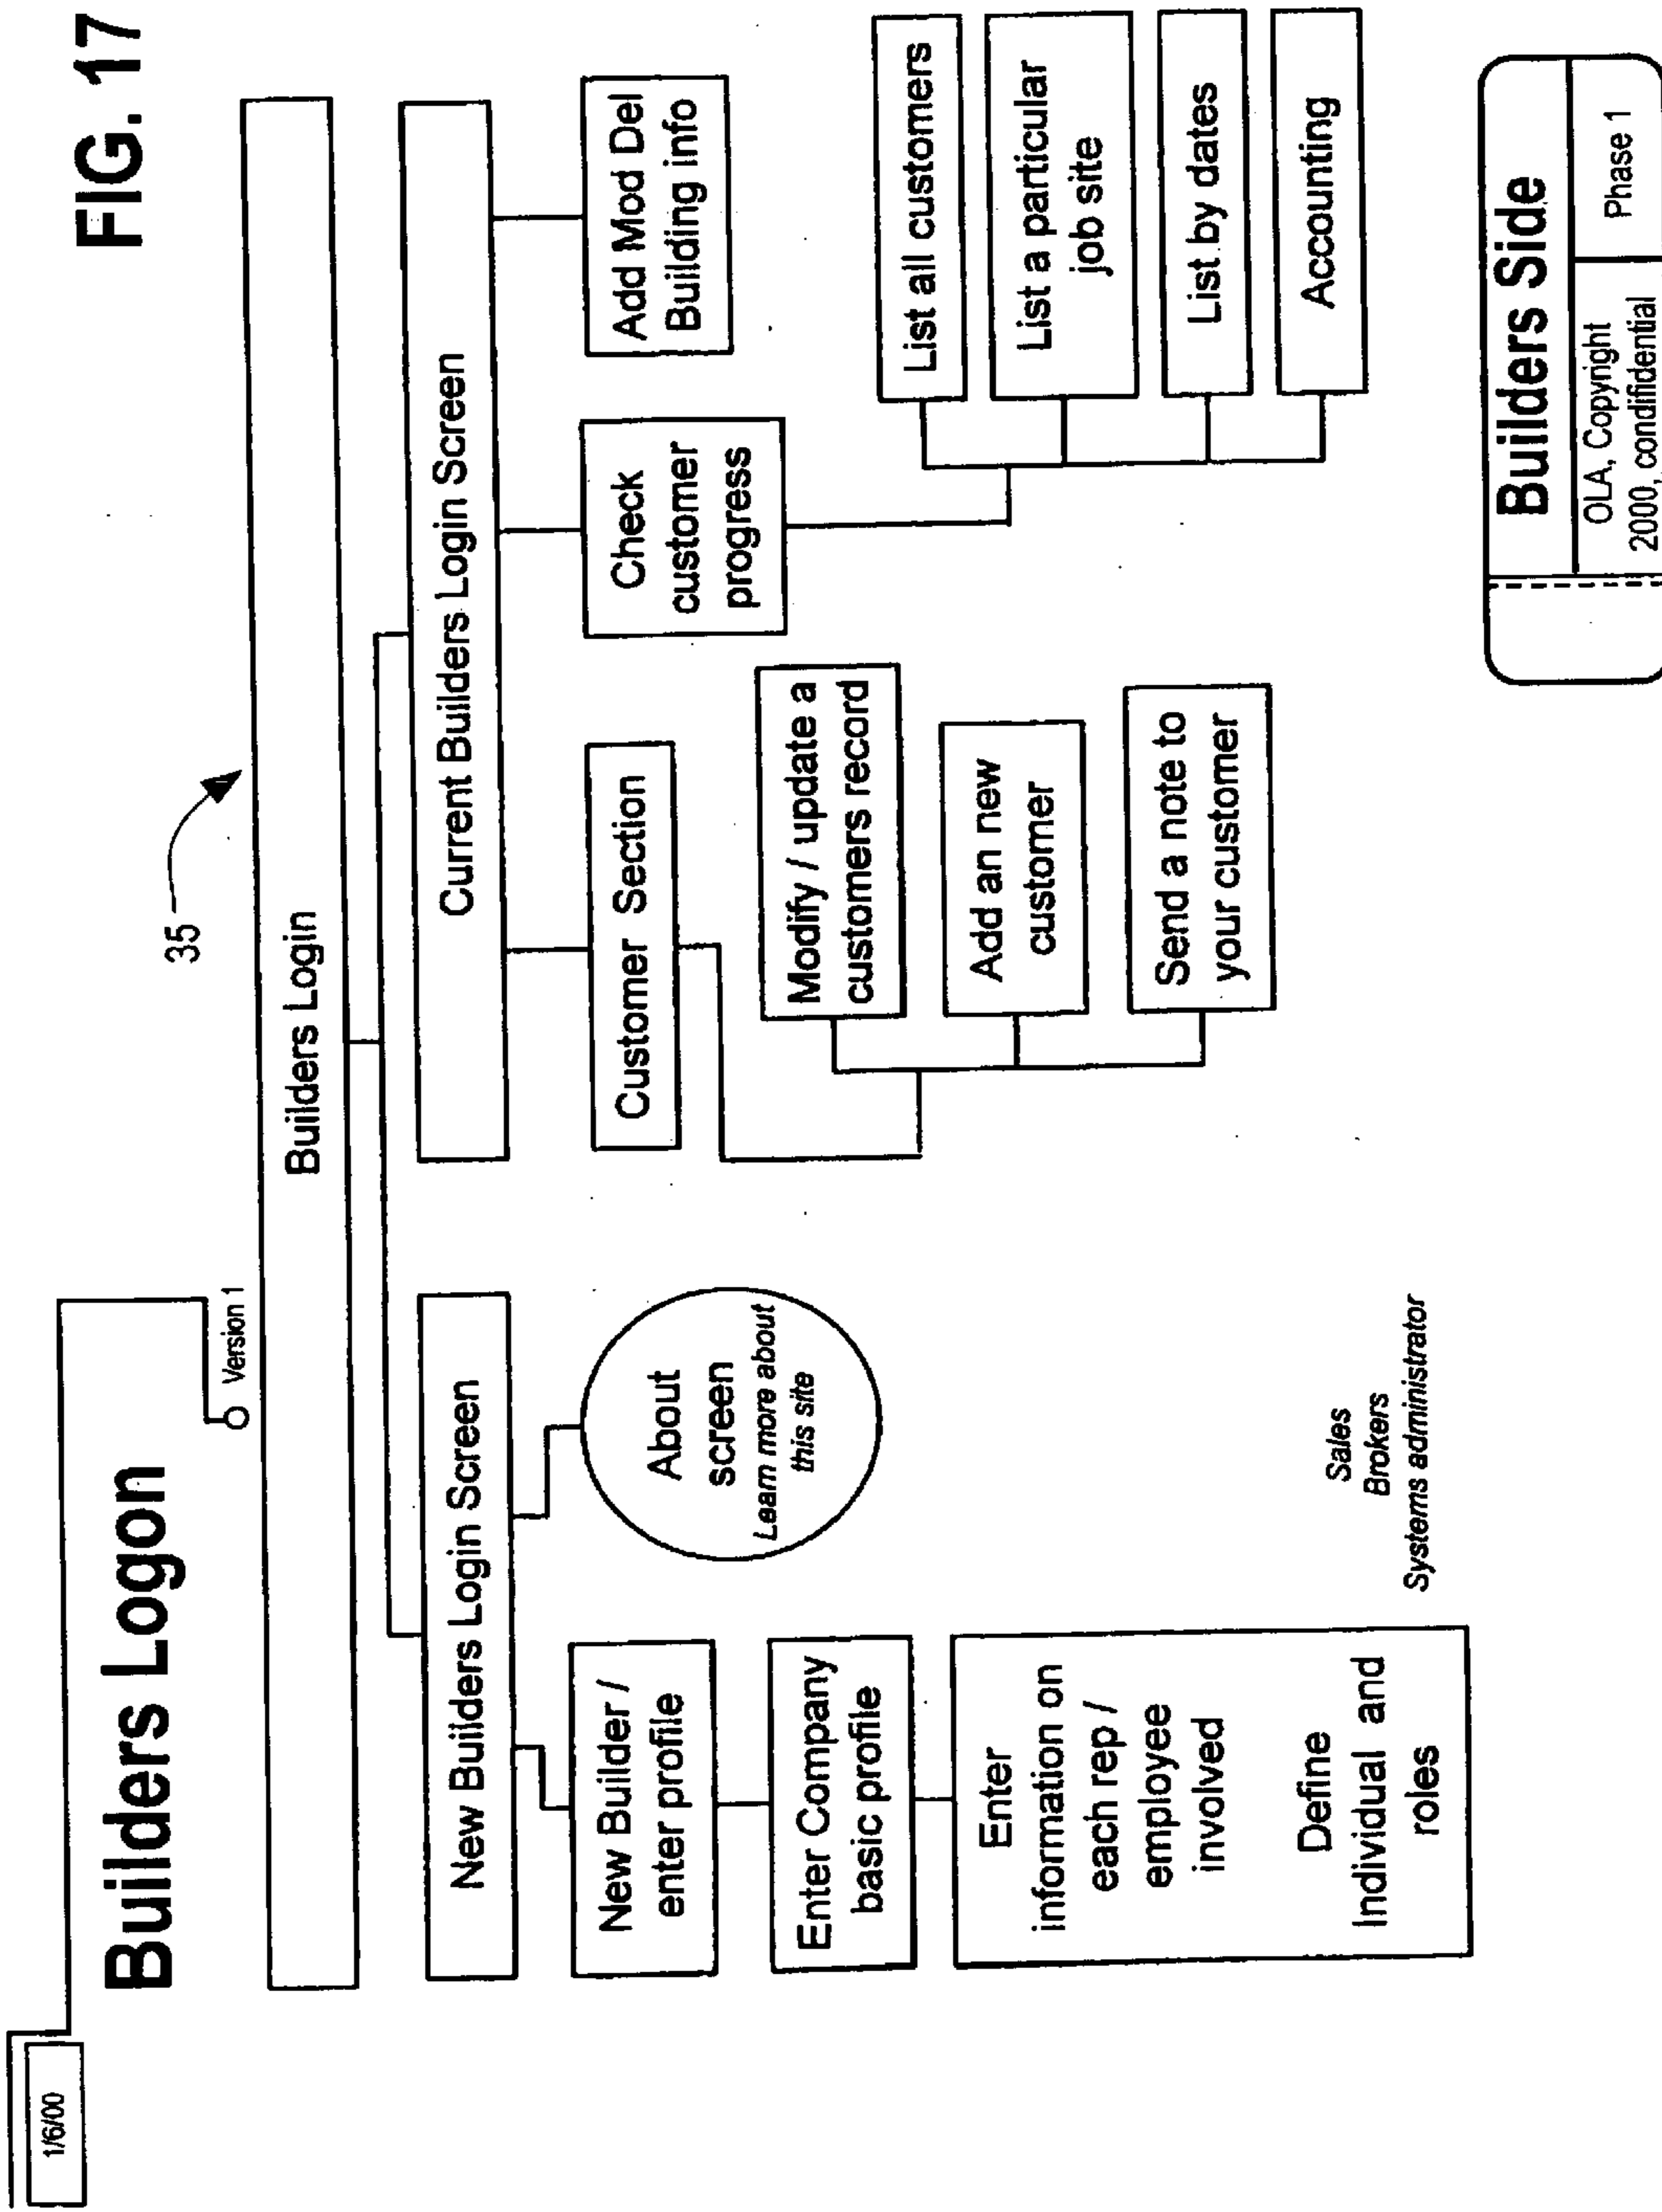 1/6/00
Builders Logon
Version 1
FIG. 17
35
Builders Login
New Builders Login Screen
New Builder /
enter profile
Enter Company
basic profile
Enter
information on
each rep /
employee
involved
Define
Individual and
roles
About
screen
Learn more about
this site
Sales
Brokers
Systems administrator
Current Builders Login Screen
Customer Section
Modify / update a
customers record
Add an new
customer
Send a note to
your customer
Check
customer
progress
List all customers
List a particular
job site
List by dates
Accounting
Add Mod Del
Building info
Builders Side
OLA, Copyright
2000, condifidential
Phase 1